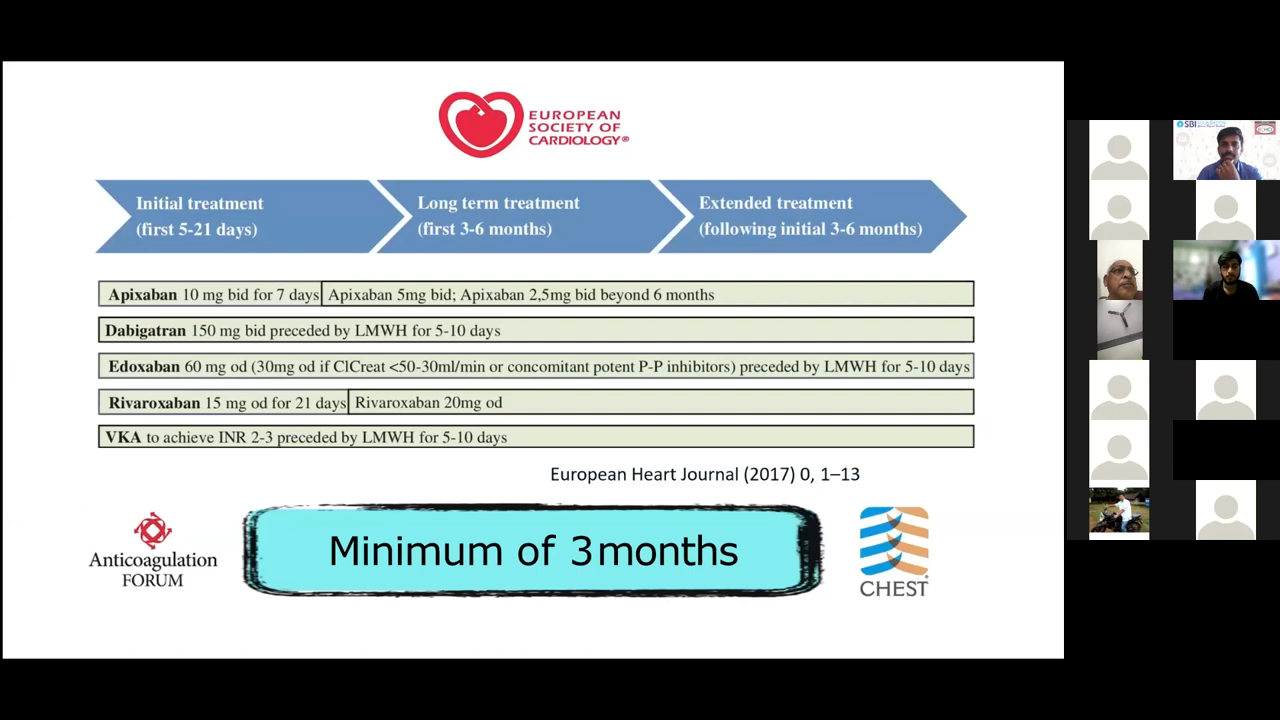 EUROPEAN
SOCIETY OF
CARDIOLOGY®
Initial treatment
(first 5-21 days)
Long term treatment
(first 3-6 months)
Extended treatment
(following initial 3-6 months)
Apixaban 10 mg bid for 7 days
Apixaban 5mg bid; Apixaban 2,5mg bid beyond 6 months
Dabigatran 150 mg bid preceded by LMWH for 5-10 days
Edoxaban 60 mg od (30mg od if ClCreat <50-30ml/min or concomitant potent P-P inhibitors) preceded by LMWH for 5-10 days
Rivaroxaban 15 mg od for 21 days
Rivaroxaban 20mg od
VKA to achieve INR 2-3 preceded by LMWH for 5-10 days
European Heart Journal (2017) 0, 1–13
Anticoagulation
FORUM
Minimum of 3 months
CHEST
SBI